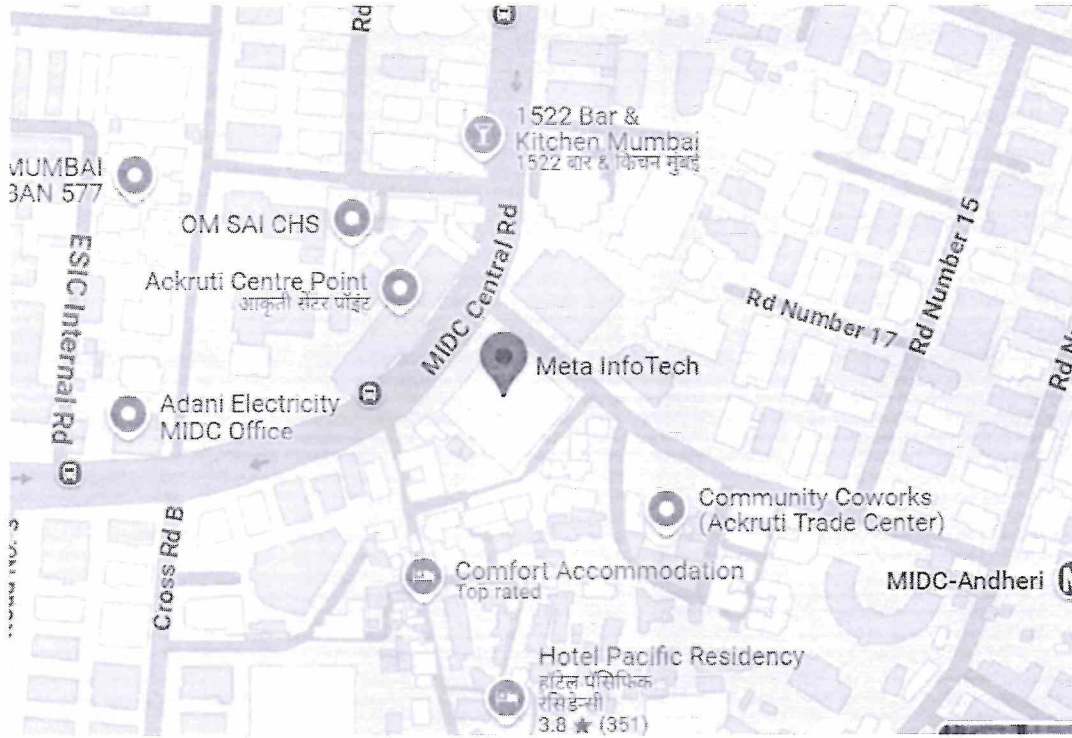 Rd
1522 Bar &
Kitchen Mumbai
1522 बार & किचन मुंबई
MUMBAI
BAN 577
OM SAI CHS
Rd Number 15
Ackruti Centre Point
आकृती सेंटर पॉइंट
MIDC Central Rd
Rd Number 17
ESIC Internal Rd
Meta InfoTech
Adani Electricity
MIDC Office
Community Coworks
(Ackruti Trade Center)
Cross Rd B
Comfort Accommodation
Top rated
MIDC-Andheri
Hotel Pacific Residency
हॉटेल पॅसिफिक
रेसिडेन्सी
3.8 ★ (351)